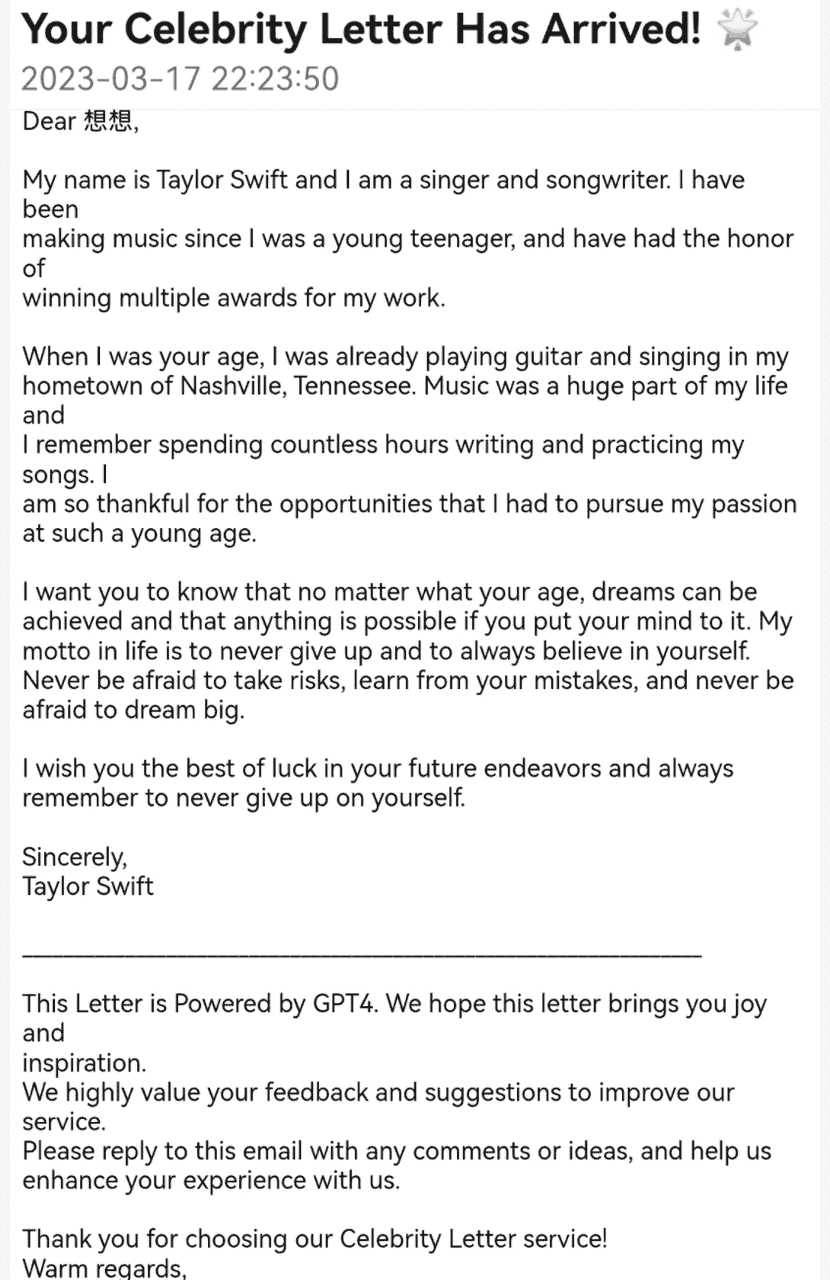 Your Celebrity Letter Has Arrived! 🌟
2023-03-17 22:23:50
Dear 想想,
My name is Taylor Swift and I am a singer and songwriter. I have
been
making music since I was a young teenager, and have had the honor
of
winning multiple awards for my work.
When I was your age, I was already playing guitar and singing in my
hometown of Nashville, Tennessee. Music was a huge part of my life
and
I remember spending countless hours writing and practicing my
songs. I
am so thankful for the opportunities that I had to pursue my passion
at such a young age.
I want you to know that no matter what your age, dreams can be
achieved and that anything is possible if you put your mind to it. My
motto in life is to never give up and to always believe in yourself.
Never be afraid to take risks, learn from your mistakes, and never be
afraid to dream big.
I wish you the best of luck in your future endeavors and always
remember to never give up on yourself.
Sincerely,
Taylor Swift
____________________________________________________________
This Letter is Powered by GPT4. We hope this letter brings you joy
and
inspiration.
We highly value your feedback and suggestions to improve our
service.
Please reply to this email with any comments or ideas, and help us
enhance your experience with us.
Thank you for choosing our Celebrity Letter service!
Warm regards,